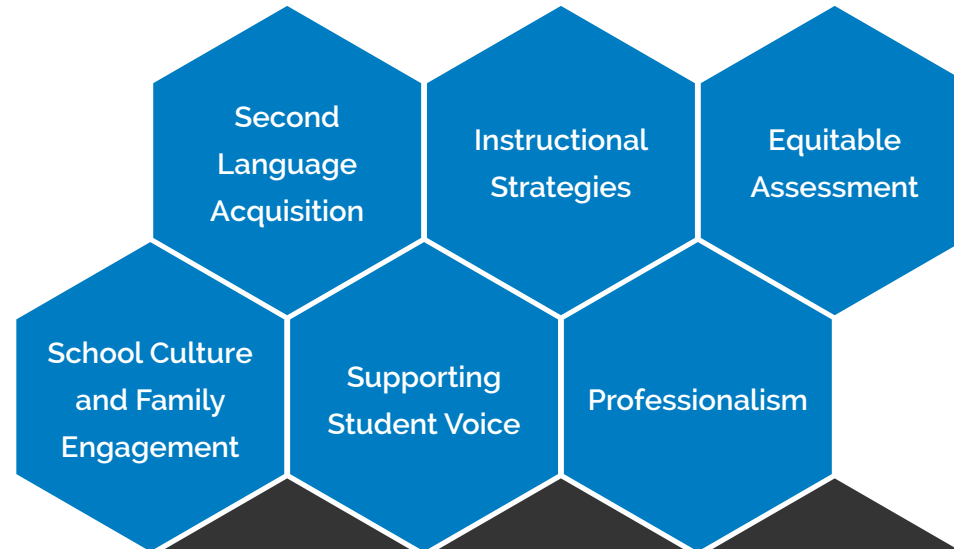 Second
Language
Acquisition
Instructional
Strategies
Equitable
Assessment
School Culture
and Family
Engagement
Supporting
Student Voice
Professionalism